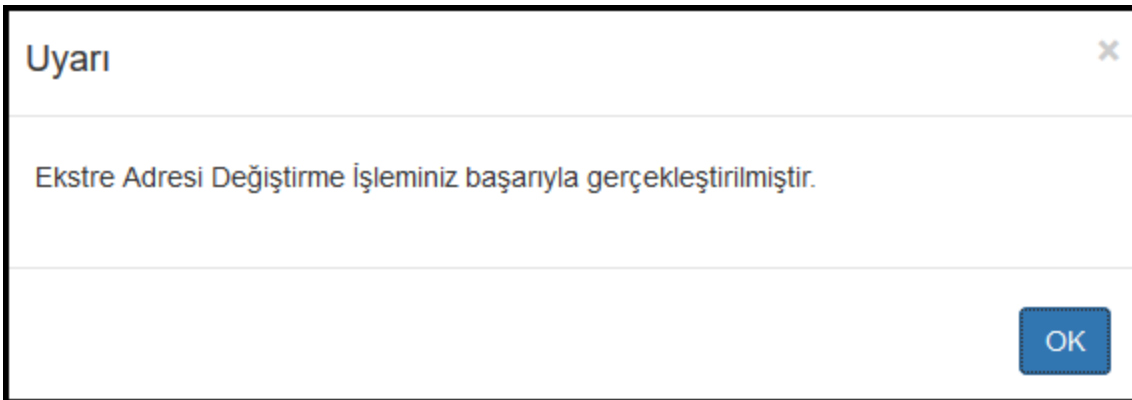 Uyarı
×
Ekstre Adresi Değiştirme İşleminiz başarıyla gerçekleştirilmiştir.
OK